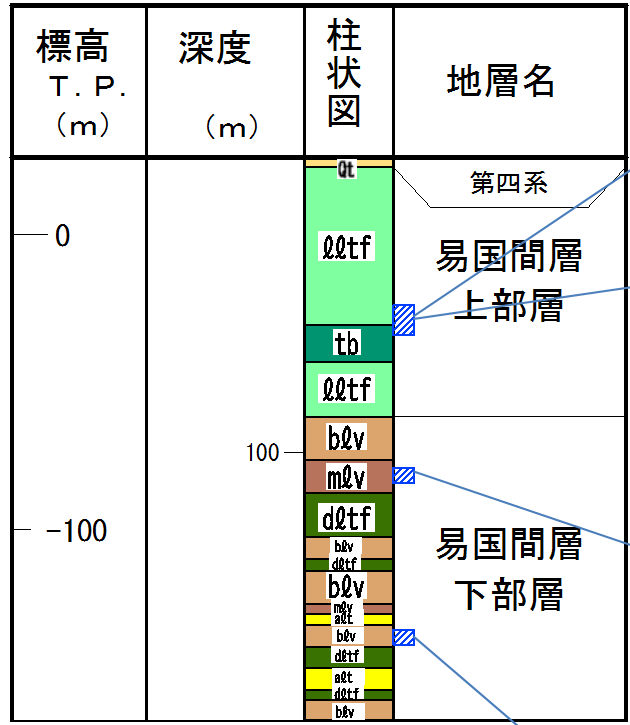 標高
Ｔ.Ｐ.
（ｍ）
深度
（ｍ）
柱状図
地層名
Qt
第四系
0
ℓℓtf
易国間層
上部層
tb
ℓℓtf
bℓv
100
mℓv
dℓtf
-100
易国間層
下部層
bℓv
dℓtf
bℓv
mℓv
aℓt
bℓv
dℓtf
aℓt
dℓtf
bℓv